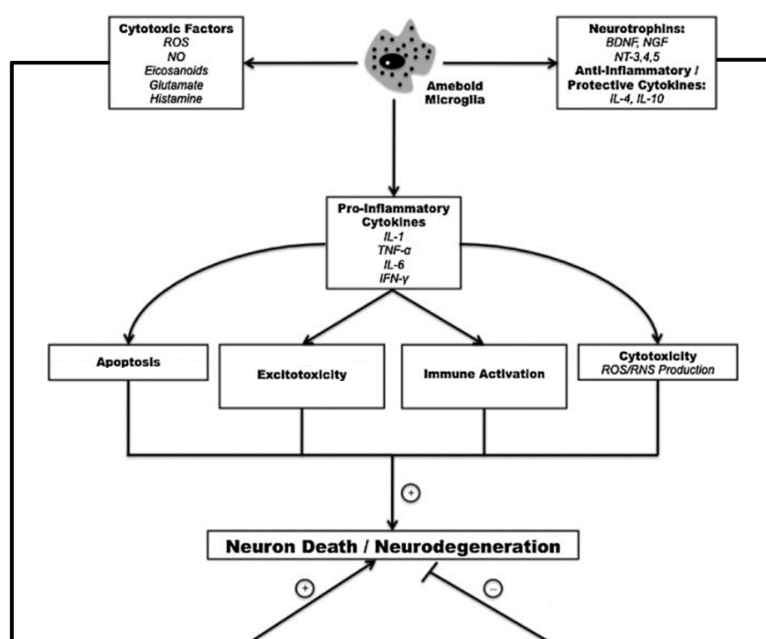 Cytotoxic Factors
ROS
NO
Eicosanoids
Glutamate
Histamine
Ameboid
Microglia
Neurotrophins:
BDNF, NGF
NT-3,4,5
Anti-Inflammatory /
Protective Cytokines:
IL-4, IL-10
Pro-Inflammatory
Cytokines
IL-1
TNF-α
IL-6
IFN-γ
Apoptosis
Excitotoxicity
Immune Activation
Cytotoxicity
ROS/RNS Production
+
Neuron Death / Neurodegeneration
+
−